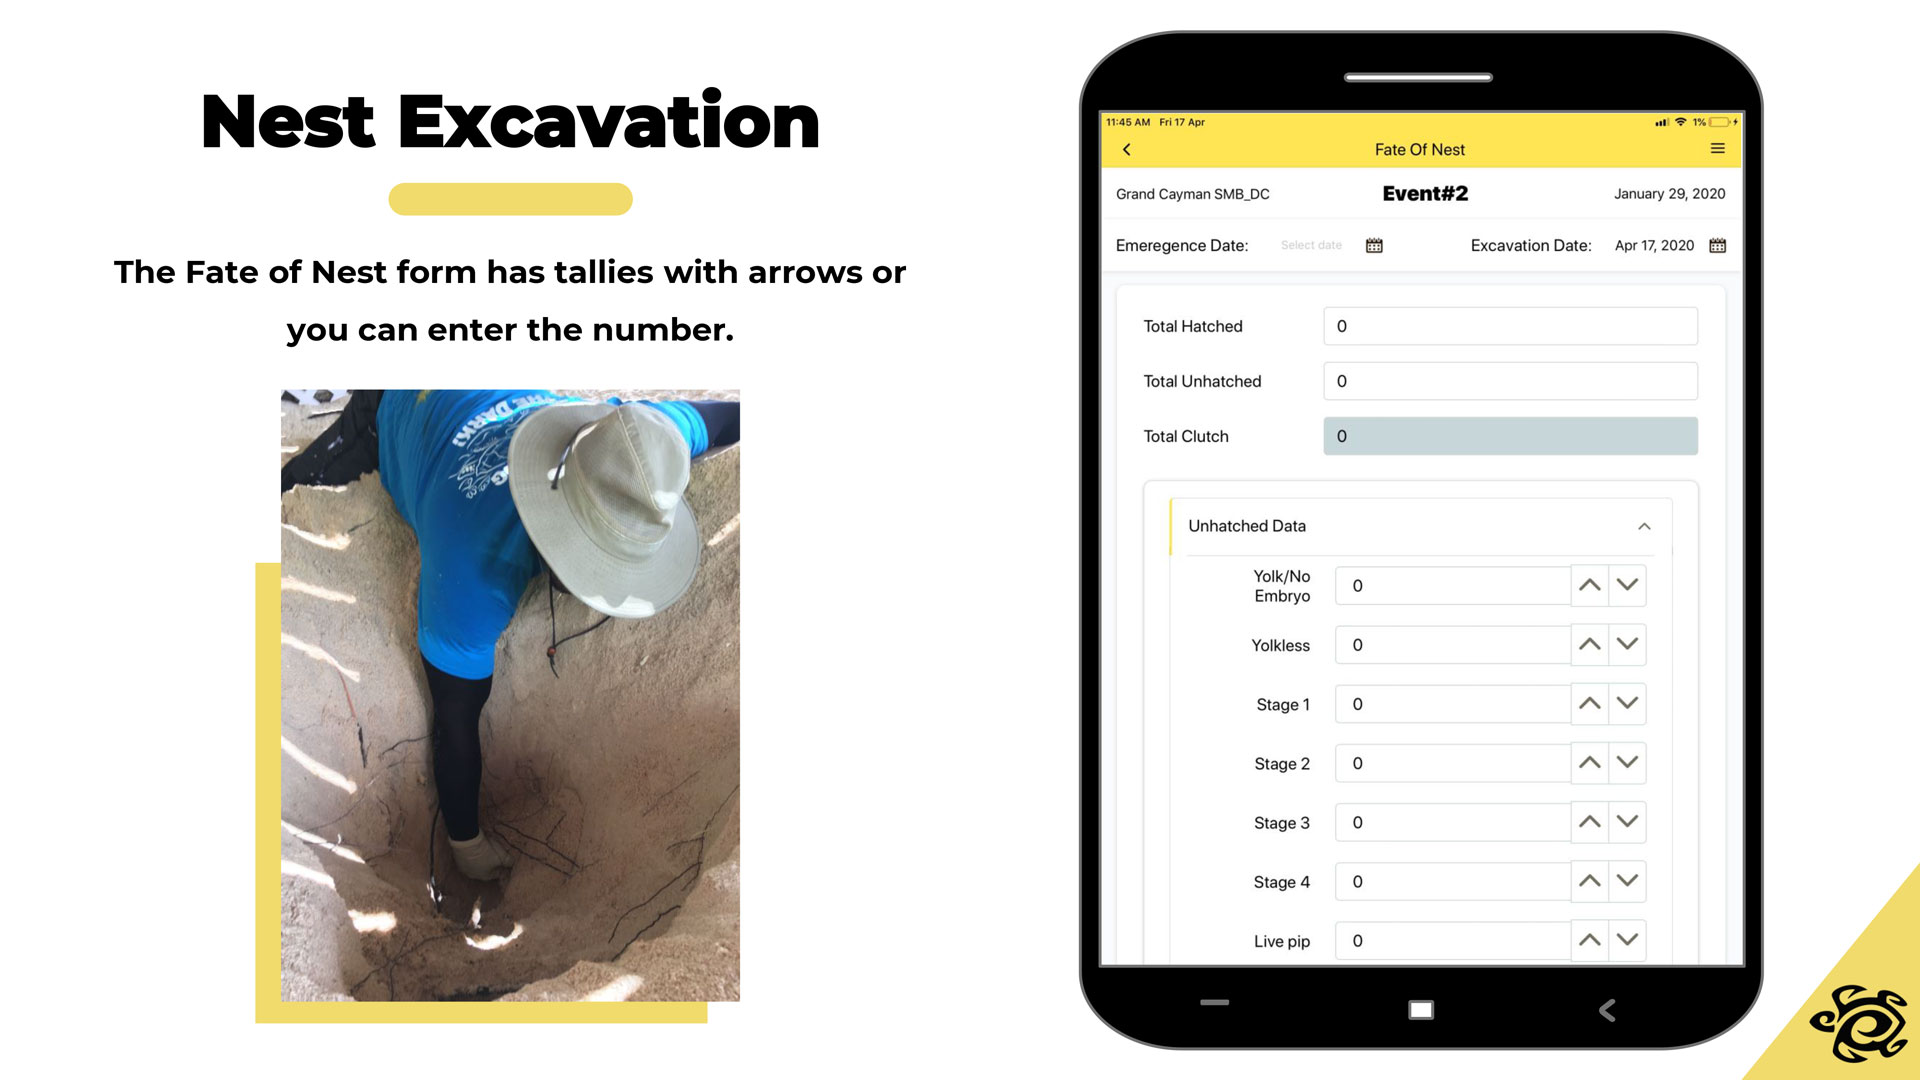 Nest Excavation
The Fate of Nest form has tallies with arrows or
you can enter the number.
THE DARK!
11:45 AM Fri 17 Apr
1%
Fate Of Nest
Grand Cayman SMB_DC
Event#2
January 29, 2020
Emeregence Date:
Select date
Excavation Date:
Apr 17, 2020
Total Hatched
0
Total Unhatched
0
Total Clutch
0
Unhatched Data
Yolk/No
Embryo
0
Yolkless
0
Stage 1
0
Stage 2
0
Stage 3
0
Stage 4
0
Live pip
0